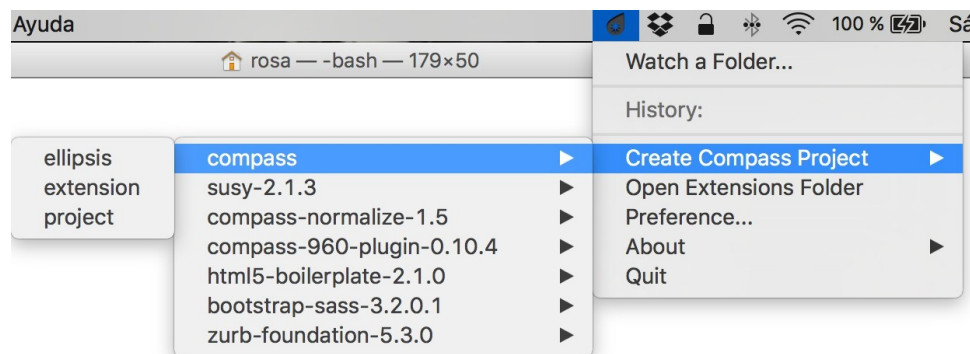 Ayuda
100 %
Sá
rosa — -bash — 179×50
Watch a Folder...
History:
Create Compass Project
Open Extensions Folder
Preference...
About
Quit
compass
susy-2.1.3
compass-normalize-1.5
compass-960-plugin-0.10.4
html5-boilerplate-2.1.0
bootstrap-sass-3.2.0.1
zurb-foundation-5.3.0
ellipsis
extension
project